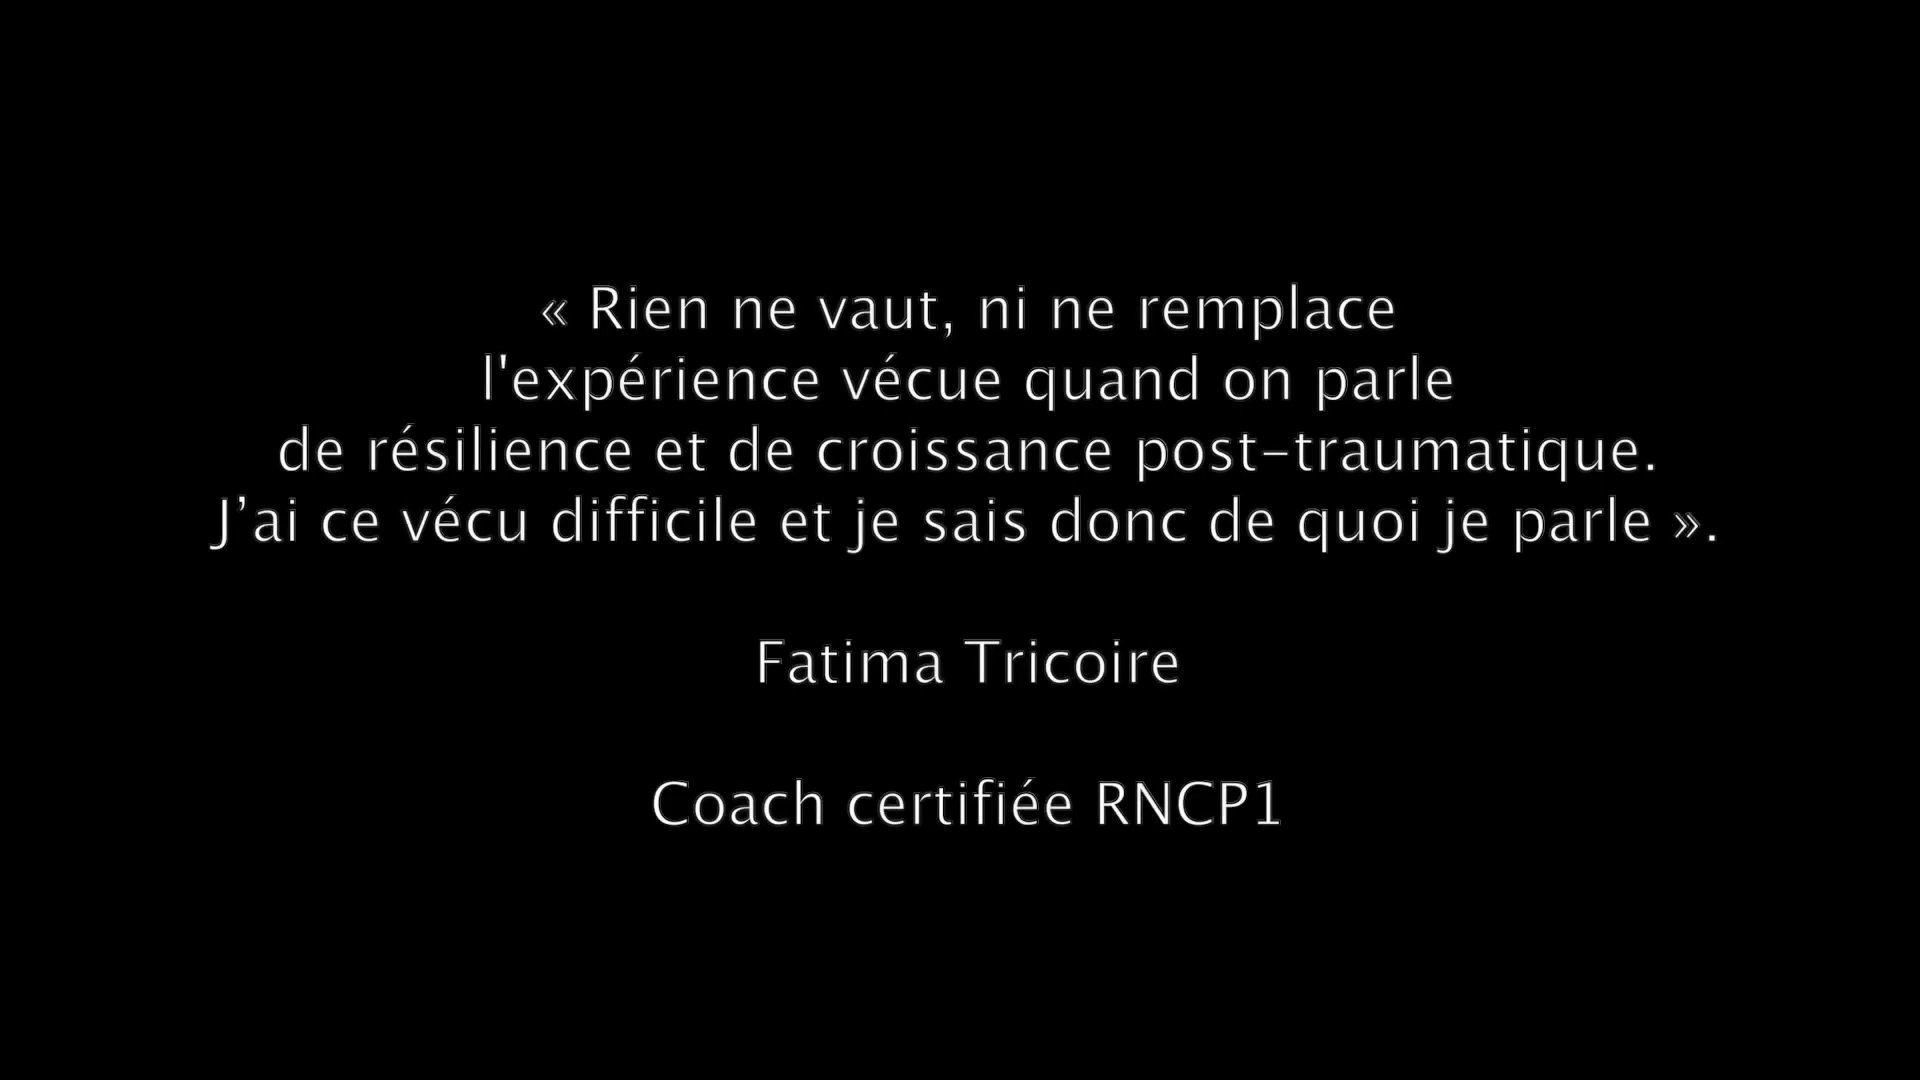 « Rien ne vaut, ni ne remplace
l'expérience vécue quand on parle
de résilience et de croissance post-traumatique.
J’ai ce vécu difficile et je sais donc de quoi je parle ».
Fatima Tricoire
Coach certifiée RNCP1